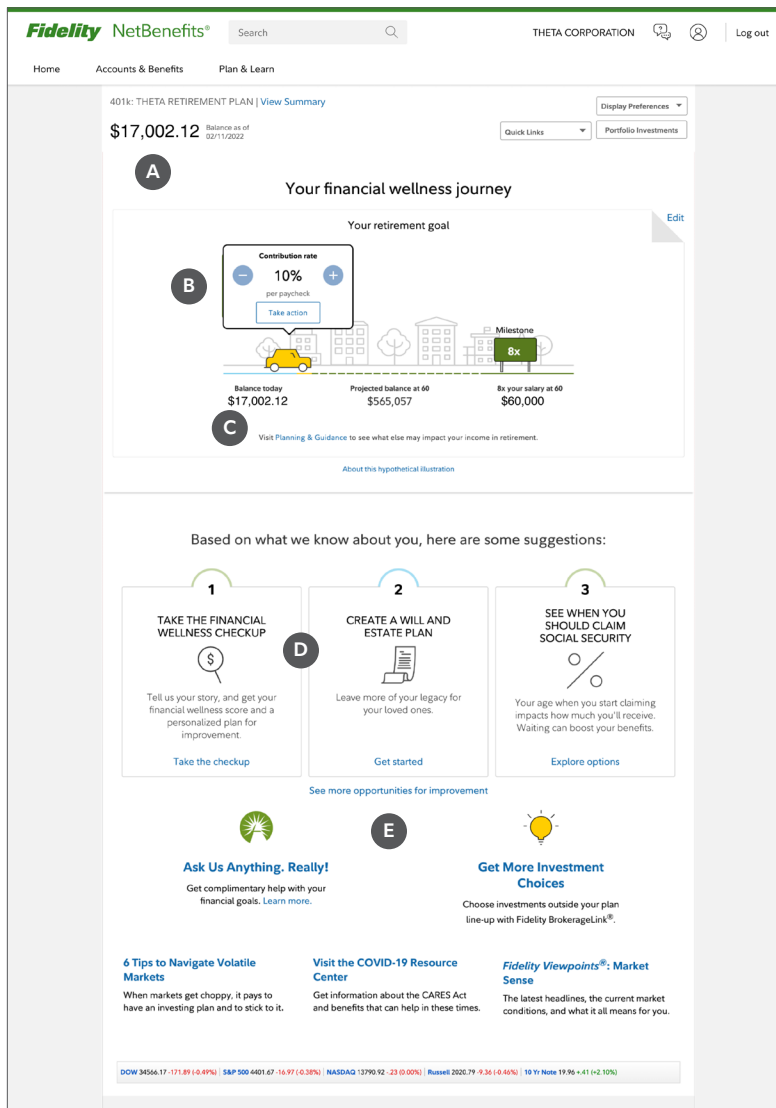 Fidelity NetBenefits®
Search
THETA CORPORATION
Log out
Home
Accounts & Benefits
Plan & Learn
401k: THETA RETIREMENT PLAN | View Summary
Display Preferences
$17,002.12
Balance as of
02/11/2022
Quick Links
Portfolio Investments
A
Your financial wellness journey
Your retirement goal
Edit
Contribution rate
B
− 10% +
per paycheck
Take action
Milestone
8x
Balance today
$17,002.12
Projected balance at 60
$565,057
8x your salary at 60
$60,000
C
Visit Planning & Guidance to see what else may impact your income in retirement.
About this hypothetical illustration
Based on what we know about you, here are some suggestions:
1
TAKE THE FINANCIAL
WELLNESS CHECKUP
$
Tell us your story, and get your
financial wellness score and a
personalized plan for
improvement.
Take the checkup
D
2
CREATE A WILL AND
ESTATE PLAN
Leave more of your legacy for
your loved ones.
Get started
3
SEE WHEN YOU
SHOULD CLAIM
SOCIAL SECURITY
Your age when you start claiming
impacts how much you'll receive.
Waiting can boost your benefits.
Explore options
See more opportunities for improvement
E
Ask Us Anything. Really!
Get complimentary help with your
financial goals. Learn more.
Get More Investment
Choices
Choose investments outside your plan
line-up with Fidelity BrokerageLink®.
6 Tips to Navigate Volatile
Markets
When markets get choppy, it pays to
have an investing plan and to stick to it.
Visit the COVID-19 Resource
Center
Get information about the CARES Act
and benefits that can help in these times.
Fidelity Viewpoints®: Market
Sense
The latest headlines, the current market
conditions, and what it all means for you.
DOW 34566.17 -171.89 (-0.49%) | S&P 500 4401.67 -16.97 (-0.38%) | NASDAQ 13790.92 -.23 (0.00%) | Russell 2020.79 -9.36 (-0.46%) | 10 Yr Note 19.96 +.41 (+2.10%)